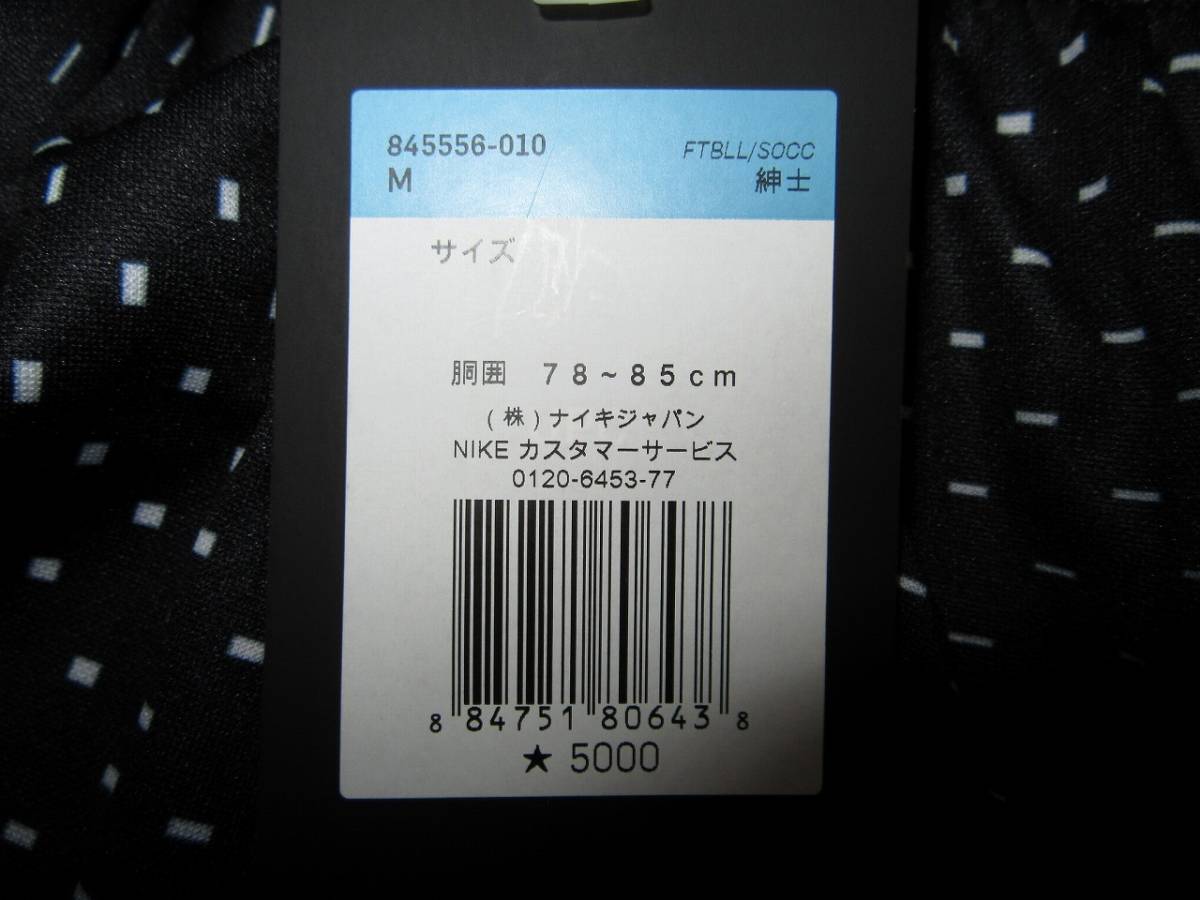 845556-010
FTBLL/SOCC
M
紳士
サイズ
胴囲 78~85cm
(株)ナイキジャパン
NIKE カスタマーサービス
0120-6453-77
8 84751 80643 8
★ 5000